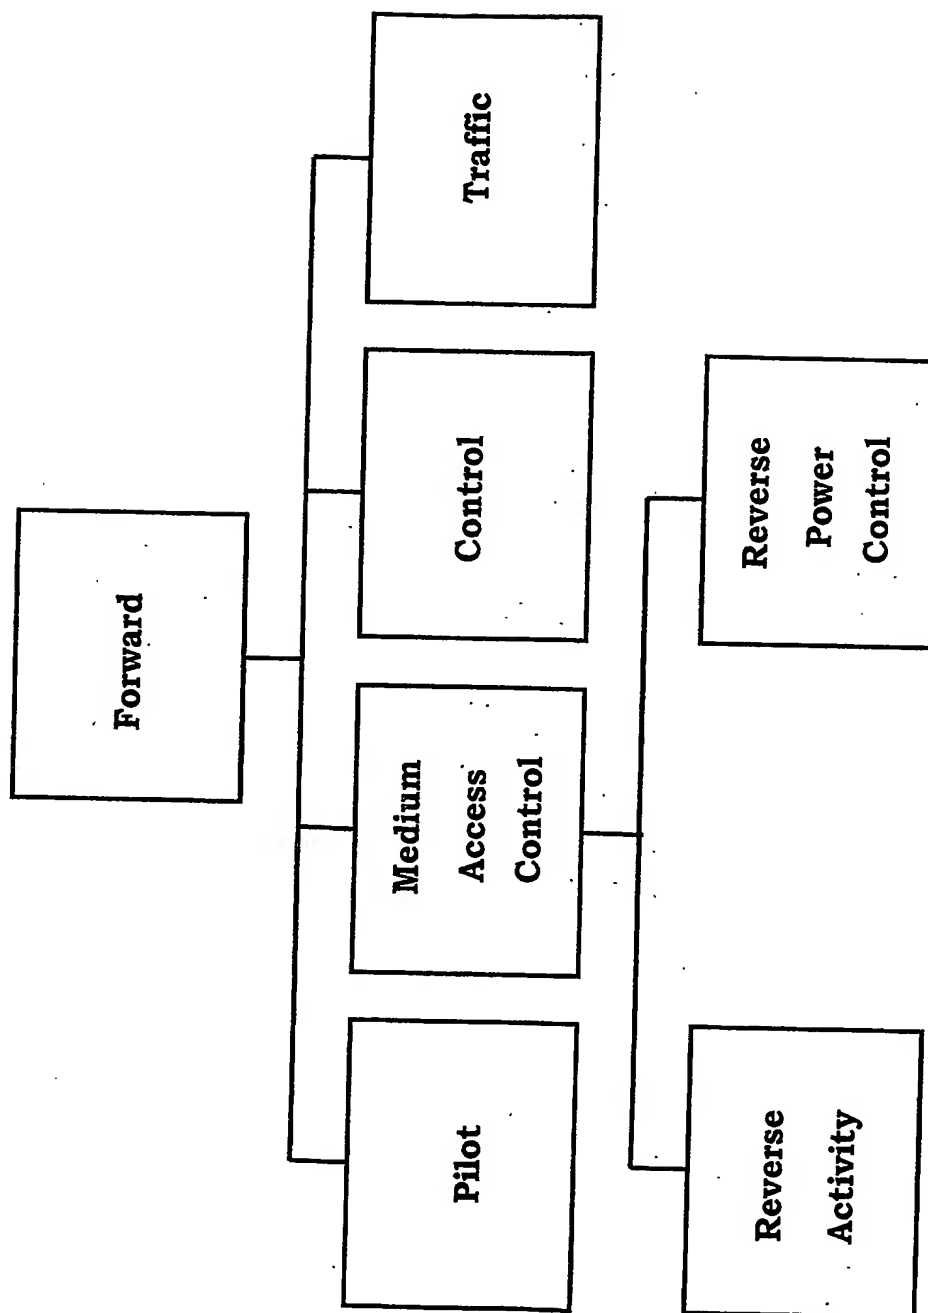 Forward
Pilot
Medium
Access
Control
Control
Traffic
Reverse
Activity
Reverse
Power
Control